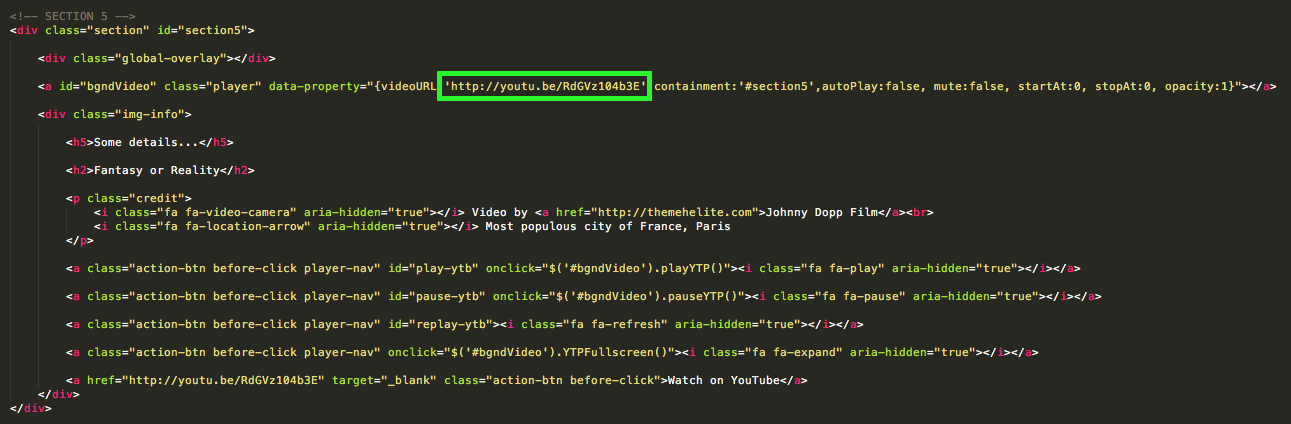 <!-- SECTION 5 -->
<div class="section" id="section5">
<div class="global-overlay"></div>
<a id="bgndVideo" class="player" data-property="{videoURL 'http://youtu.be/RdGVz104b3E' containment:'#section5',autoPlay:false, mute:false, startAt:0, stopAt:0, opacity:1}"></a>
<div class="img-info">
<h5>Some details...</h5>
<h2>Fantasy or Reality</h2>
<p class="credit">
<i class="fa fa-video-camera" aria-hidden="true"></i> Video by <a href="http://themehelite.com">Johnny Dopp Film</a><br>
<i class="fa fa-location-arrow" aria-hidden="true"></i> Most populous city of France, Paris
</p>
<a class="action-btn before-click player-nav" id="play-ytb" onclick="$('#bgndVideo').playYTP()"><i class="fa fa-play" aria-hidden="true"></i></a>
<a class="action-btn before-click player-nav" id="pause-ytb" onclick="$('#bgndVideo').pauseYTP()"><i class="fa fa-pause" aria-hidden="true"></i></a>
<a class="action-btn before-click player-nav" id="replay-ytb"><i class="fa fa-refresh" aria-hidden="true"></i></a>
<a class="action-btn before-click player-nav" onclick="$('#bgndVideo').YTPFullscreen()"><i class="fa fa-expand" aria-hidden="true"></i></a>
<a href="http://youtu.be/RdGVz104b3E" target="_blank" class="action-btn before-click">Watch on YouTube</a>
</div>
</div>